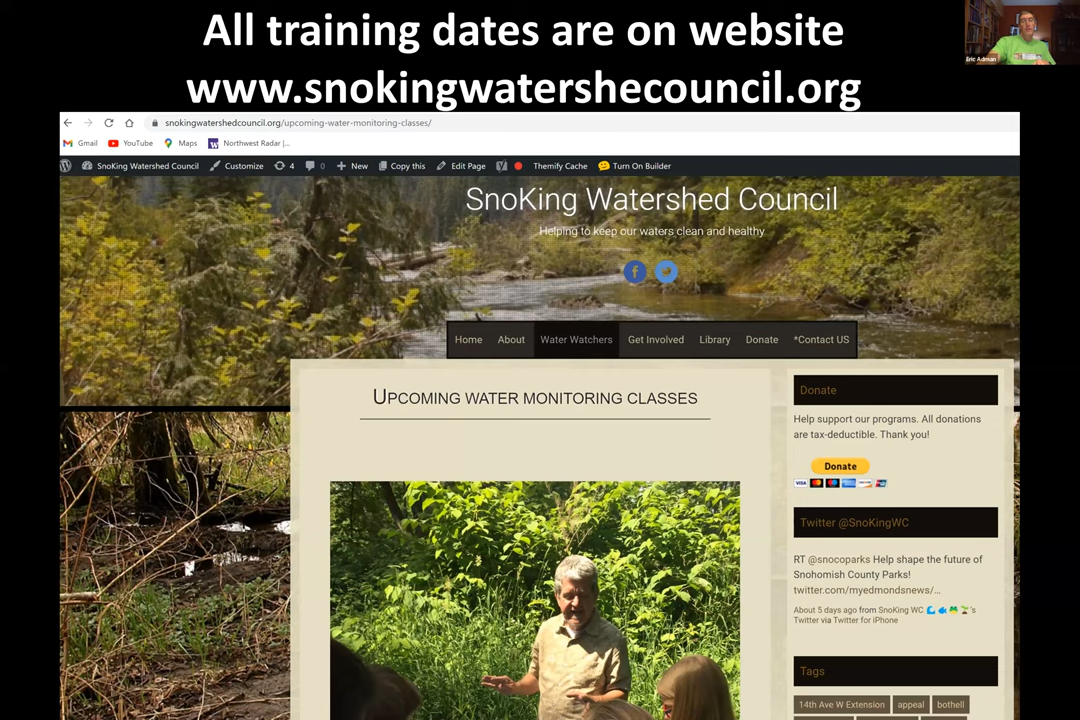 All training dates are on website
www.snokingwatershecouncil.org
Eric Adman
snokingwatershedcouncil.org/upcoming-water-monitoring-classes/
Gmail YouTube Maps Northwest Radar |...
SnoKing Watershed Council Customize 4 0 New Copy this Edit Page Themify Cache Turn On Builder
SnoKing Watershed Council
Helping to keep our waters clean and healthy
Home About Water Watchers Get Involved Library Donate *Contact US
UPCOMING WATER MONITORING CLASSES
Donate
Help support our programs. All donations
are tax-deductible. Thank you!
Donate
VISA
Twitter @SnoKingWC
RT @snocoparks Help shape the future of
Snohomish County Parks!
twitter.com/myedmondsnews/…
About 5 days ago from SnoKing WC 🌊 🐟 🐸 🌱's
Twitter via Twitter for iPhone
Tags
14th Ave W Extension appeal bothell